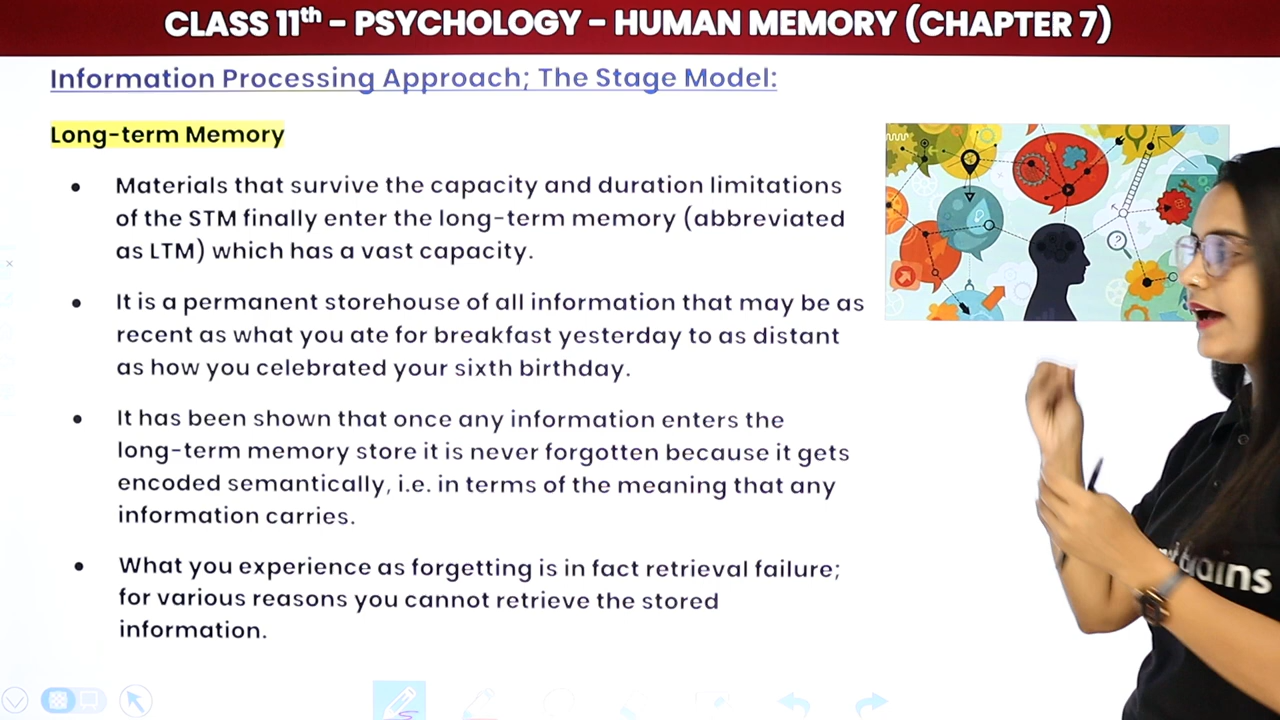 CLASS 11th - PSYCHOLOGY - HUMAN MEMORY (CHAPTER 7)
Information Processing Approach; The Stage Model:
Long-term Memory
• Materials that survive the capacity and duration limitations
of the STM finally enter the long-term memory (abbreviated
as LTM) which has a vast capacity.
• It is a permanent storehouse of all information that may be as
recent as what you ate for breakfast yesterday to as distant
as how you celebrated your sixth birthday.
• It has been shown that once any information enters the
long-term memory store it is never forgotten because it gets
encoded semantically, i.e. in terms of the meaning that any
information carries.
• What you experience as forgetting is in fact retrieval failure;
for various reasons you cannot retrieve the stored
information.
brains